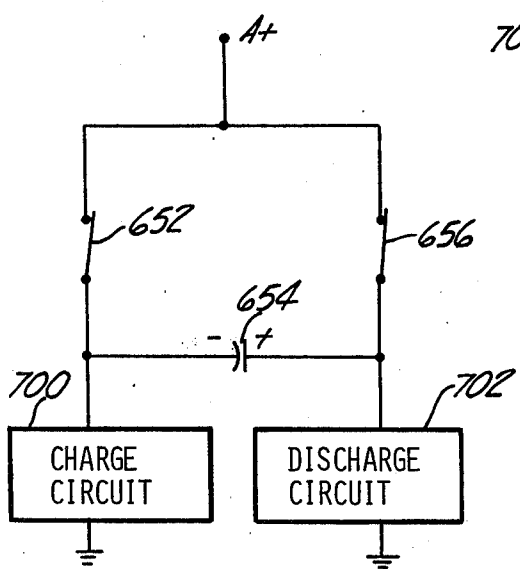 A+
70
652
656
654
- +
700
702
CHARGE
CIRCUIT
DISCHARGE
CIRCUIT